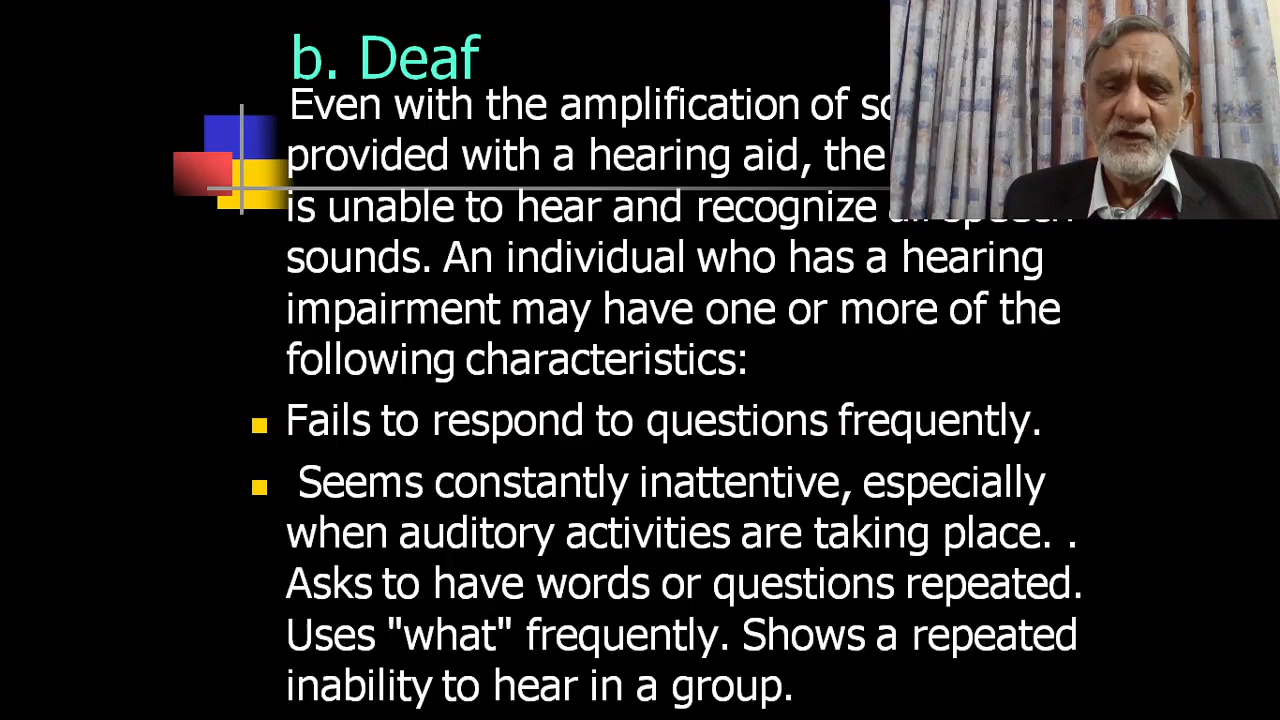 b. Deaf
Even with the amplification of
provided with a hearing aid, the
is unable to hear and recognize
sounds. An individual who has a hearing
impairment may have one or more of the
following characteristics:
Fails to respond to questions frequently.
Seems constantly inattentive, especially
when auditory activities are taking place. .
Asks to have words or questions repeated.
Uses "what" frequently. Shows a repeated
inability to hear in a group.